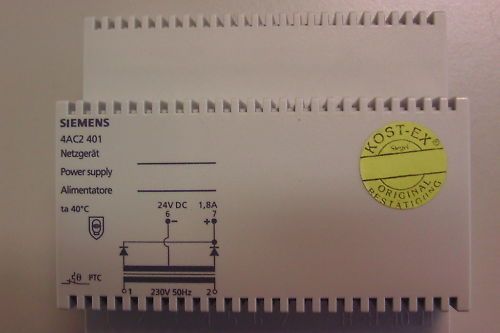 SIEMENS
4AC2 401
Netzgerät
Power supply
Alimentatore
ta 40°C
24V DC 1,8A
6 7
− +
PTC
1 230V 50Hz 2
KOST-EX®
Siegel
ORIGINAL
BESTÄTIGUNG